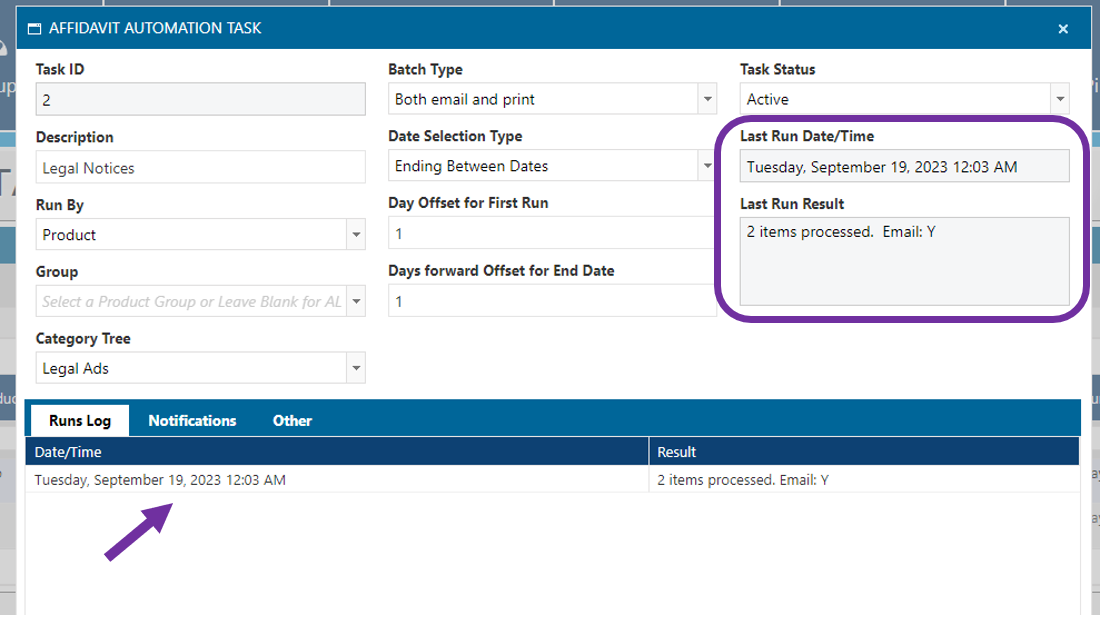 AFFIDAVIT AUTOMATION TASK
Task ID
2
Description
Legal Notices
Run By
Product
Group
Select a Product Group or Leave Blank for AL
Category Tree
Legal Ads
Batch Type
Both email and print
Date Selection Type
Ending Between Dates
Day Offset for First Run
1
Days forward Offset for End Date
1
Task Status
Active
Last Run Date/Time
Tuesday, September 19, 2023 12:03 AM
Last Run Result
2 items processed.  Email: Y
Runs Log Notifications Other
Date/Time Result
Tuesday, September 19, 2023 12:03 AM 2 items processed. Email: Y